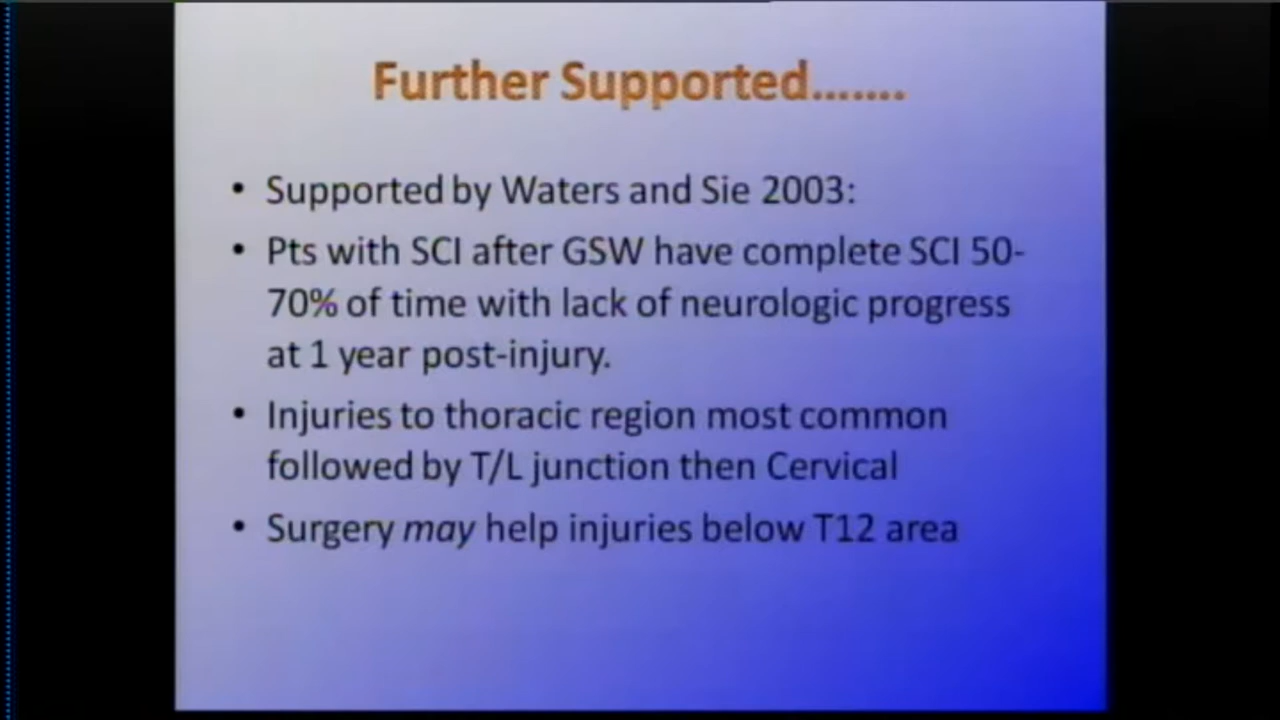 Further Supported.......
• Supported by Waters and Sie 2003:
• Pts with SCI after GSW have complete SCI 50-
70% of time with lack of neurologic progress
at 1 year post-injury.
• Injuries to thoracic region most common
followed by T/L junction then Cervical
• Surgery may help injuries below T12 area